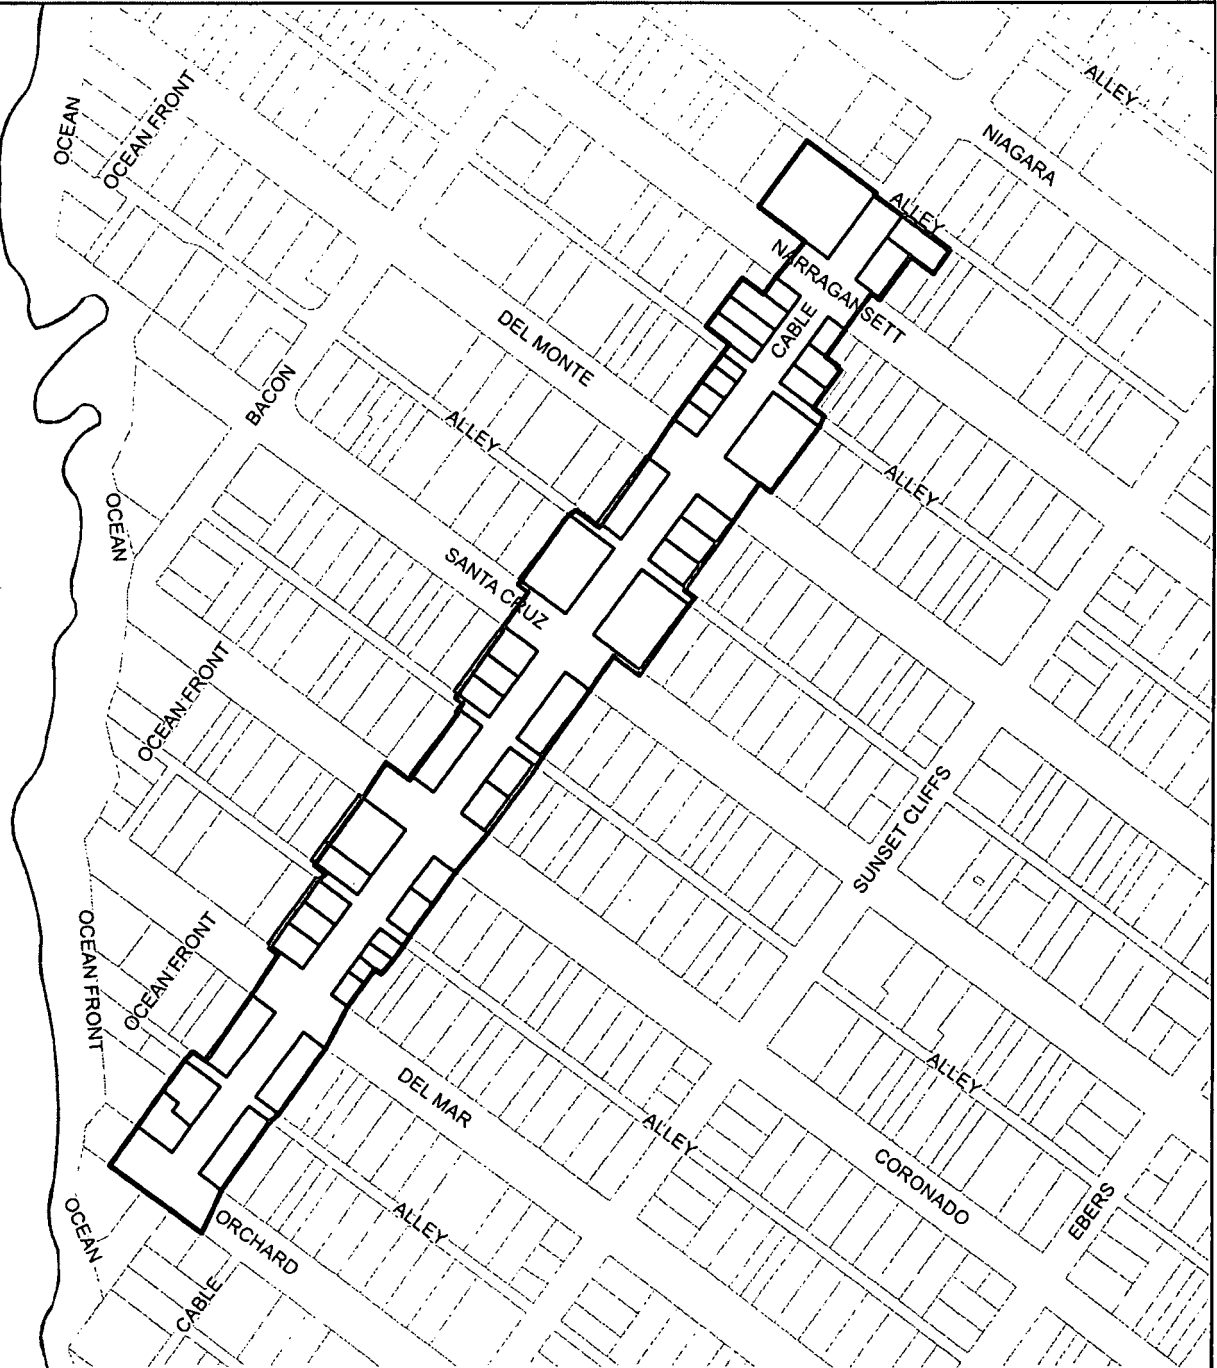 ALLEY
OCEAN
OCEAN FRONT
NIAGARA
ALLEY
NARRAGANSETT
CABLE
DEL MONTE
BACON
ALLEY
ALLEY
OCEAN
SANTA CRUZ
OCEAN FRONT
SUNSET CLIFFS
OCEAN FRONT
OCEAN FRONT
ALLEY
DEL MAR
ALLEY
CORONADO
EBERS
OCEAN
ORCHARD
ALLEY
CABLE